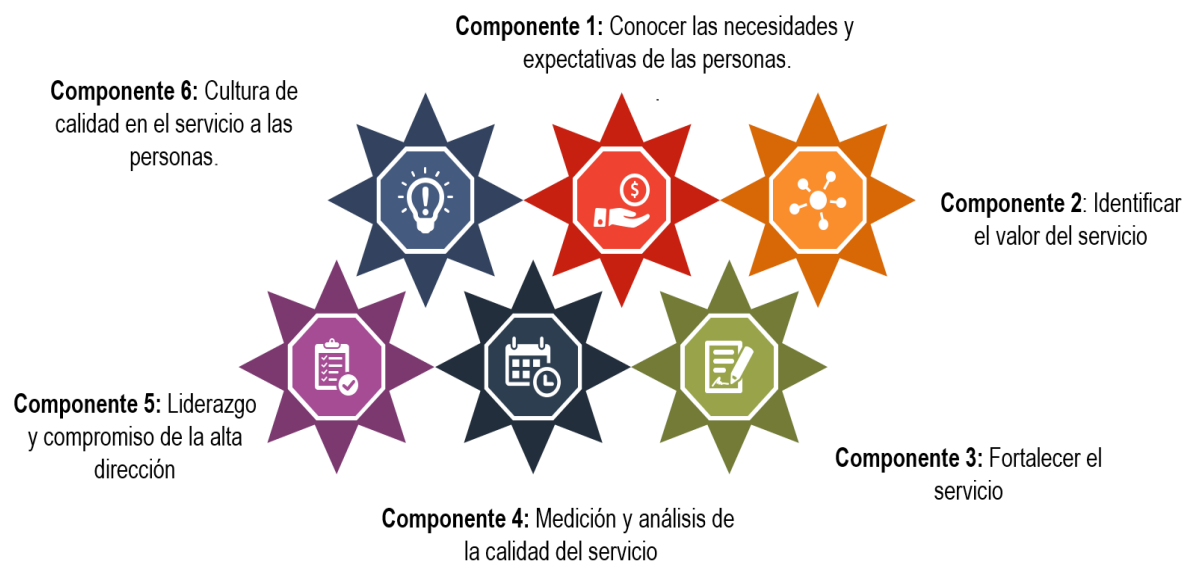 Componente 1: Conocer las necesidades y
expectativas de las personas.
Componente 6: Cultura de
calidad en el servicio a las
personas.
$
Componente 2: Identificar
el valor del servicio
Componente 5: Liderazgo
y compromiso de la alta
dirección
Componente 3: Fortalecer el
servicio
Componente 4: Medición y análisis de
la calidad del servicio